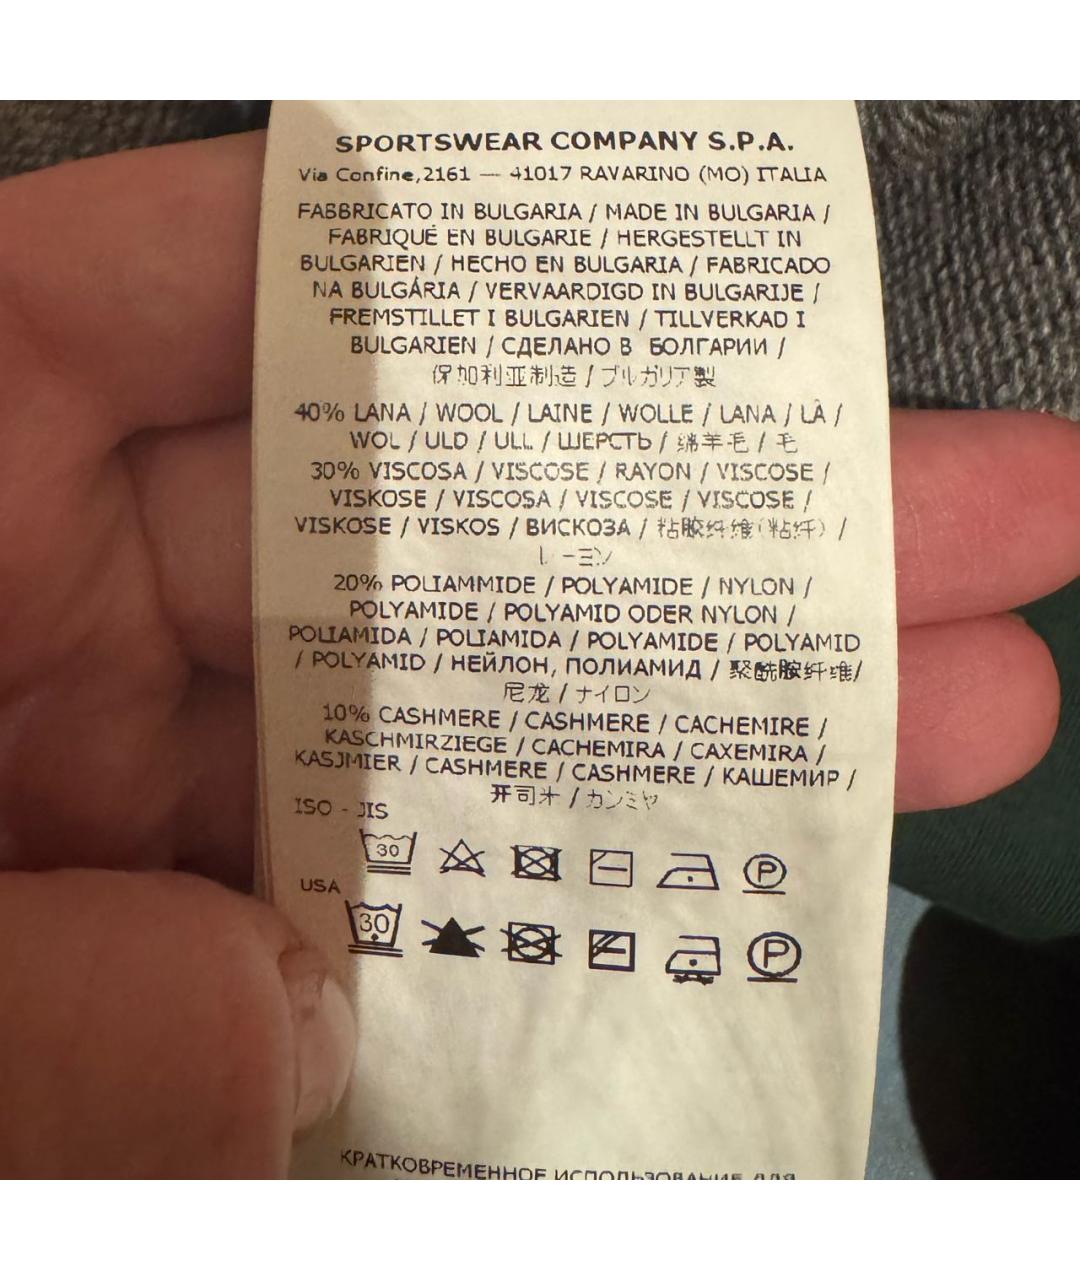 SPORTSWEAR COMPANY S.P.A.
Via Confine,2161 — 41017 RAVARINO (MO) ITALIA
FABBRICATO IN BULGARIA / MADE IN BULGARIA /
FABRIQUÉ EN BULGARIE / HERGESTELLT IN
BULGARIEN / HECHO EN BULGARIA / FABRICADO
NA BULGÁRIA / VERVAARDIGD IN BULGARIJE /
FREMSTILLET I BULGARIEN / TILLVERKAD I
BULGARIEN / СДЕЛАНО В БОЛГАРИИ /
保加利亚制造 / ブルガリア製
40% LANA / WOOL / LAINE / WOLLE / LANA / LÃ /
WOL / ULD / ULL / ШЕРСТЬ / 绵羊毛 / 毛
30% VISCOSA / VISCOSE / RAYON / VISCOSE /
VISKOSE / VISCOSA / VISCOSE / VISCOSE /
VISKOSE / VISKOS / ВИСКОЗА / 粘胶纤维(粘纤) /
レーヨン
20% POLIAMMIDE / POLYAMIDE / NYLON /
POLYAMIDE / POLYAMID ODER NYLON /
POLIAMIDA / POLIAMIDA / POLYAMIDE / POLYAMID
/ POLYAMID / НЕЙЛОН, ПОЛИАМИД / 聚酰胺纤维/
尼龙 / ナイロン
10% CASHMERE / CASHMERE / CACHEMIRE /
KASCHMIRZIEGE / CACHEMIRA / CAXEMIRA /
KASJMIER / CASHMERE / CASHMERE / КАШЕМИР /
开司米 / カシミヤ
ISO - JIS
30
P
USA
30
P
КРАТКОВРЕМЕННОЕ ИСПОЛЬЗОВАНИЕ ДЛЯ